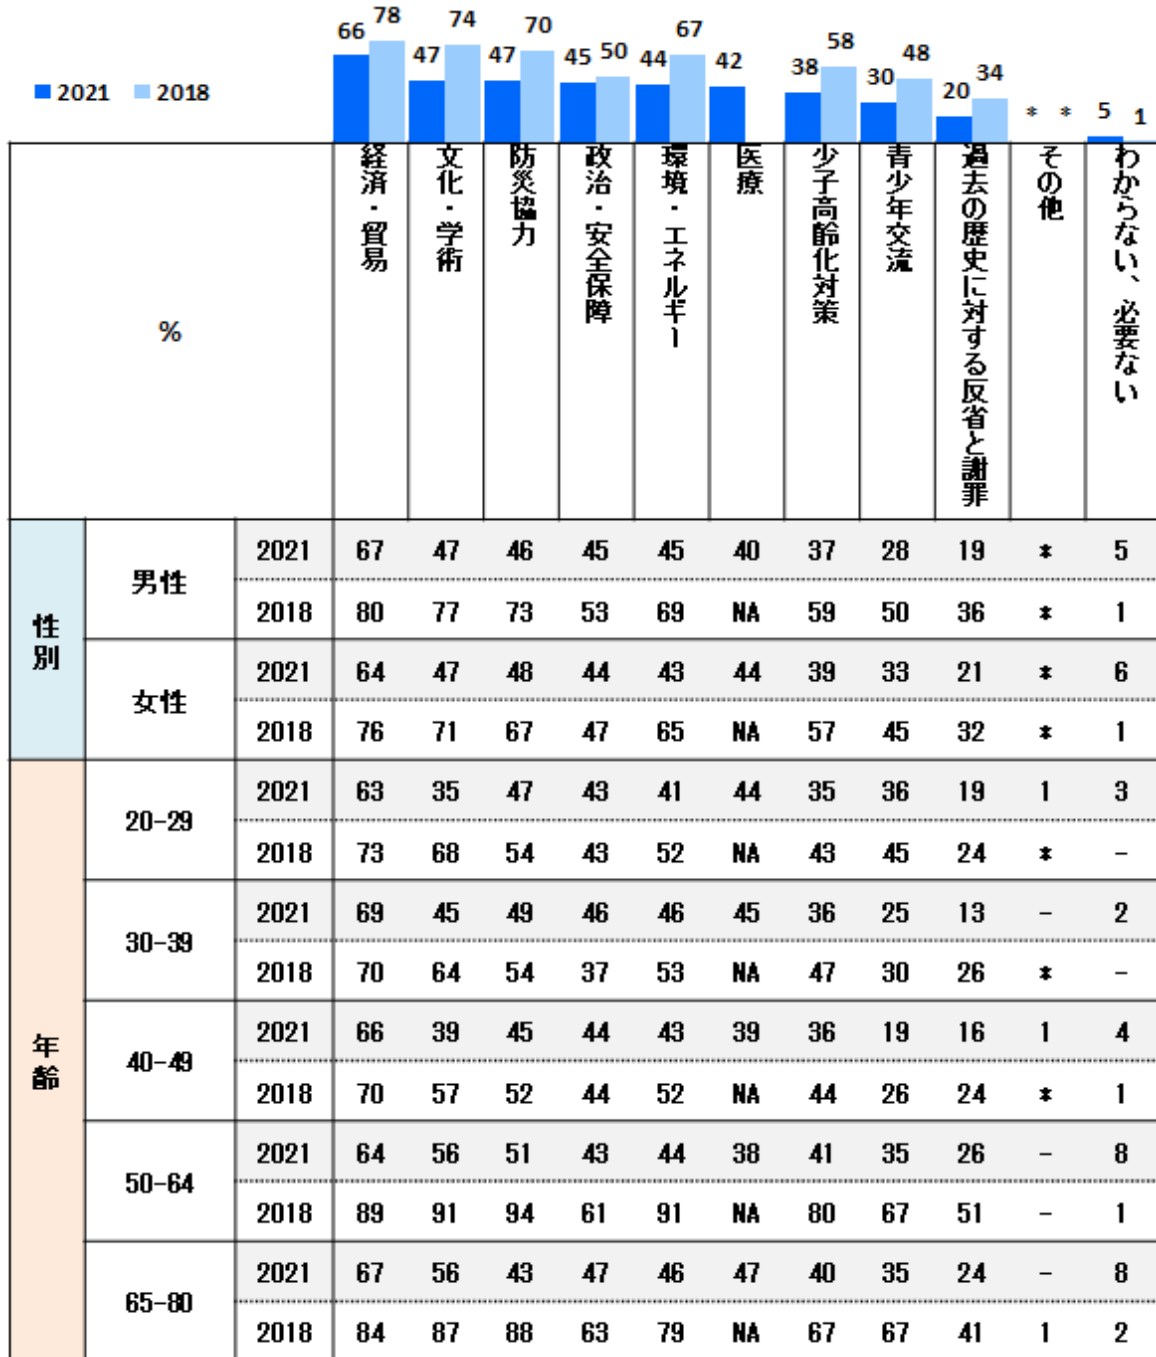 66 78 47 74 47 70 45 50 44 67 42 38 58 30 48 20 34 * * 5 1
2021 2018
%
経済・貿易
文化・学術
防災協力
政治・安全保障
環境・エネルギー
医療
少子高齢化対策
青少年交流
過去の歴史に対する反省と謝罪
その他
わからない、必要ない
性別
男性
2021 67 47 46 45 45 40 37 28 19 * 5
2018 80 77 73 53 69 NA 59 50 36 * 1
女性
2021 64 47 48 44 43 44 39 33 21 * 6
2018 76 71 67 47 65 NA 57 45 32 * 1
年齢
20-29
2021 63 35 47 43 41 44 35 36 19 1 3
2018 73 68 54 43 52 NA 43 45 24 * -
30-39
2021 69 45 49 46 46 45 36 25 13 - 2
2018 70 64 54 37 53 NA 47 30 26 * -
40-49
2021 66 39 45 44 43 39 36 19 16 1 4
2018 70 57 52 44 52 NA 44 26 24 * 1
50-64
2021 64 56 51 43 44 38 41 35 26 - 8
2018 89 91 94 61 91 NA 80 67 51 - 1
65-80
2021 67 56 43 47 46 47 40 35 24 - 8
2018 84 87 88 63 79 NA 67 67 41 1 2